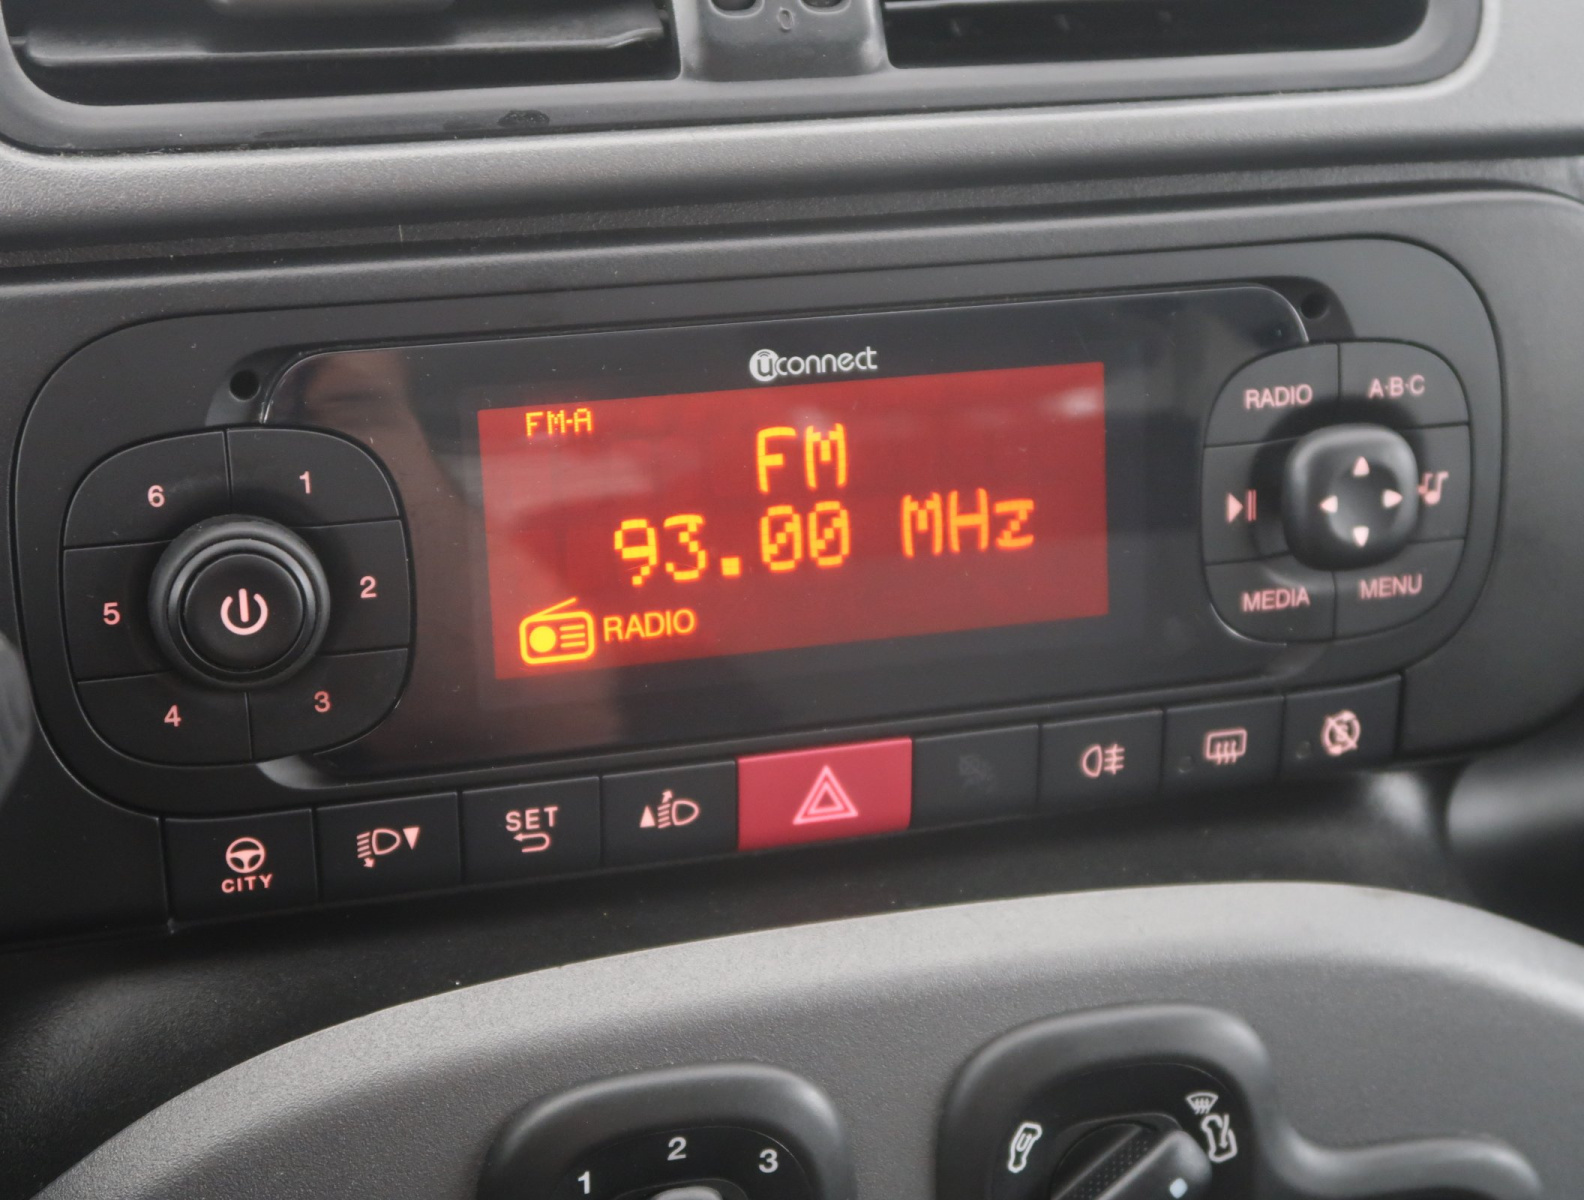 uconnect
FM-A
FM
93.00 MHz
RADIO
6
1
5
2
4
3
RADIO
A·B·C
MEDIA
MENU
CITY
SET
1
2
3